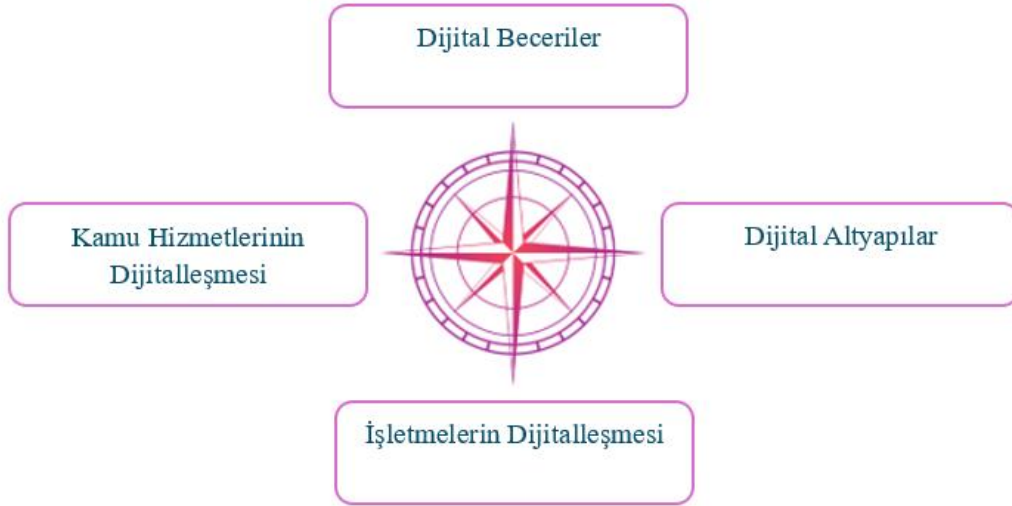 Dijital Beceriler
Kamu Hizmetlerinin
Dijitalleşmesi
Dijital Altyapılar
İşletmelerin Dijitalleşmesi